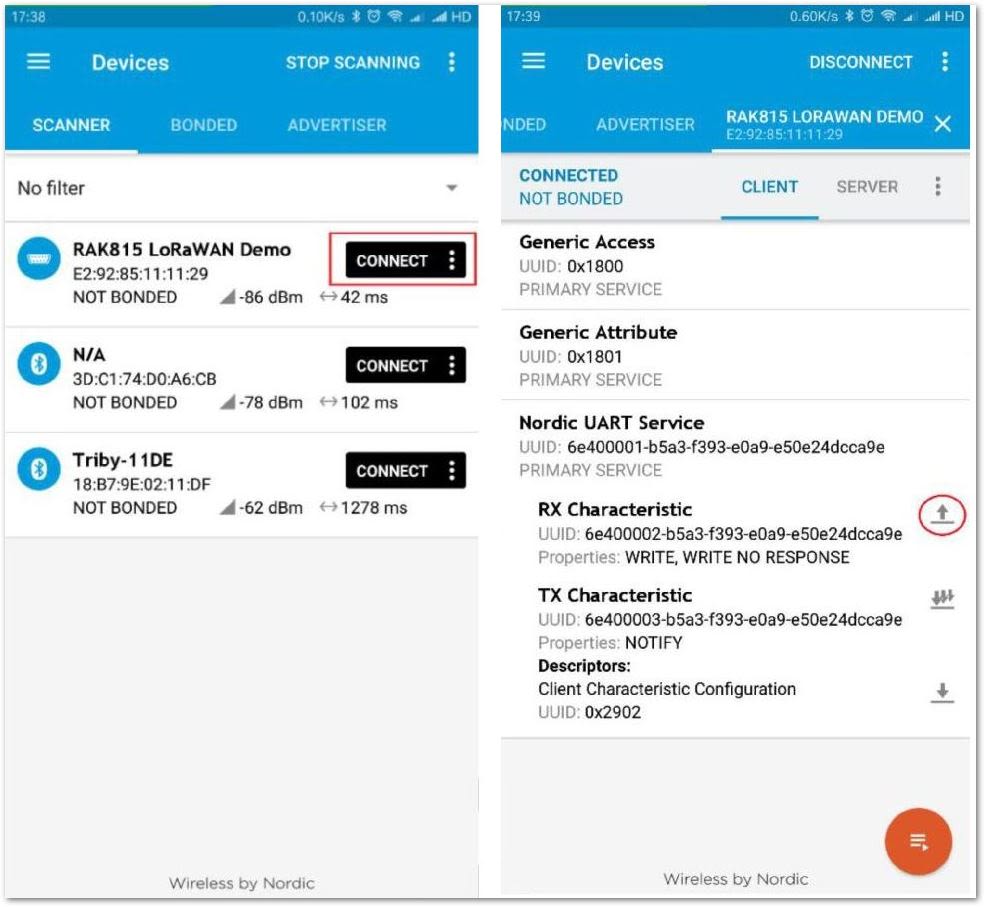 17:38
0.10K/s
HD
Devices
STOP SCANNING
SCANNER
BONDED
ADVERTISER
No filter
RAK815 LoRaWAN Demo
E2:92:85:11:11:29
NOT BONDED -86 dBm 42 ms
CONNECT
N/A
3D:C1:74:D0:A6:CB
NOT BONDED -78 dBm 102 ms
CONNECT
Triby-11DE
18:B7:9E:02:11:DF
NOT BONDED -62 dBm 1278 ms
CONNECT
Wireless by Nordic
17:39
0.60K/s
HD
Devices
DISCONNECT
NDED
ADVERTISER
RAK815 LORAWAN DEMO
E2:92:85:11:11:29
CONNECTED
NOT BONDED
CLIENT
SERVER
Generic Access
UUID: 0x1800
PRIMARY SERVICE
Generic Attribute
UUID: 0x1801
PRIMARY SERVICE
Nordic UART Service
UUID: 6e400001-b5a3-f393-e0a9-e50e24dcca9e
PRIMARY SERVICE
RX Characteristic
UUID: 6e400002-b5a3-f393-e0a9-e50e24dcca9e
Properties: WRITE, WRITE NO RESPONSE
TX Characteristic
UUID: 6e400003-b5a3-f393-e0a9-e50e24dcca9e
Properties: NOTIFY
Descriptors:
Client Characteristic Configuration
UUID: 0x2902
Wireless by Nordic